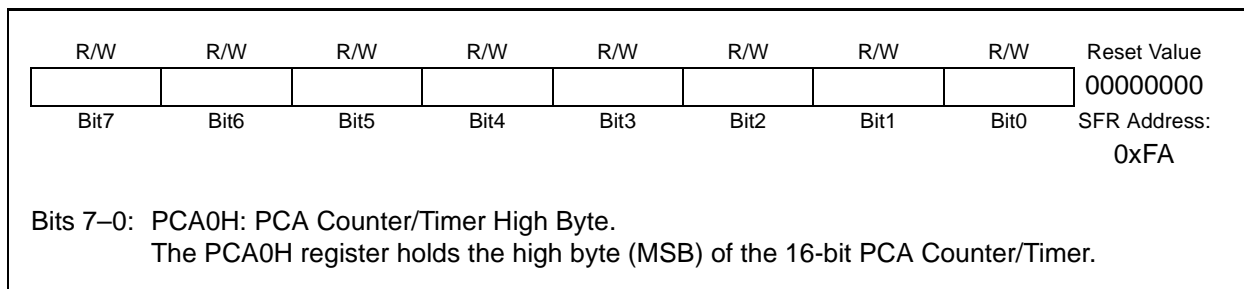 R/W R/W R/W R/W R/W R/W R/W R/W Reset Value
00000000
Bit7 Bit6 Bit5 Bit4 Bit3 Bit2 Bit1 Bit0 SFR Address:
0xFA
Bits 7–0: PCA0H: PCA Counter/Timer High Byte.
The PCA0H register holds the high byte (MSB) of the 16-bit PCA Counter/Timer.